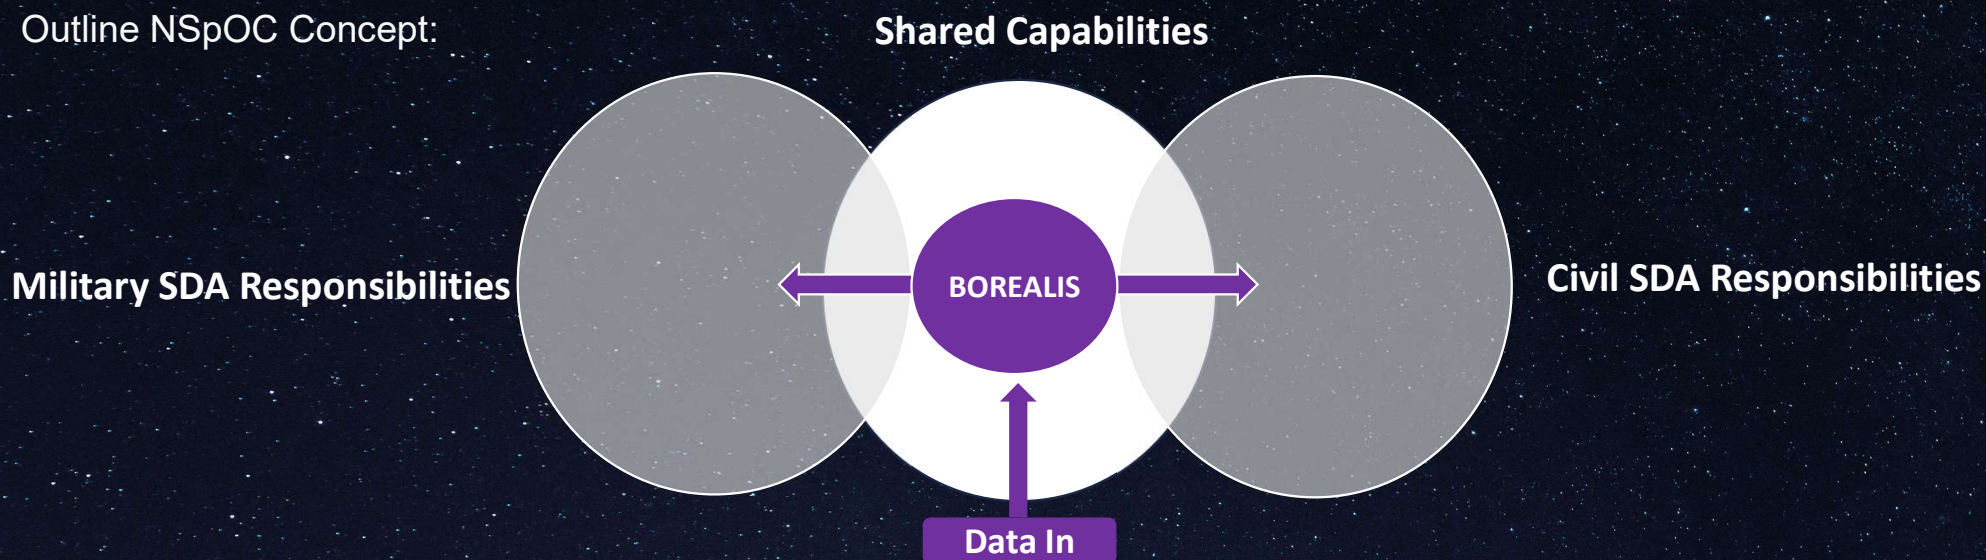 Outline NSpOC Concept:
Shared Capabilities
Military SDA Responsibilities
BOREALIS
Civil SDA Responsibilities
Data In